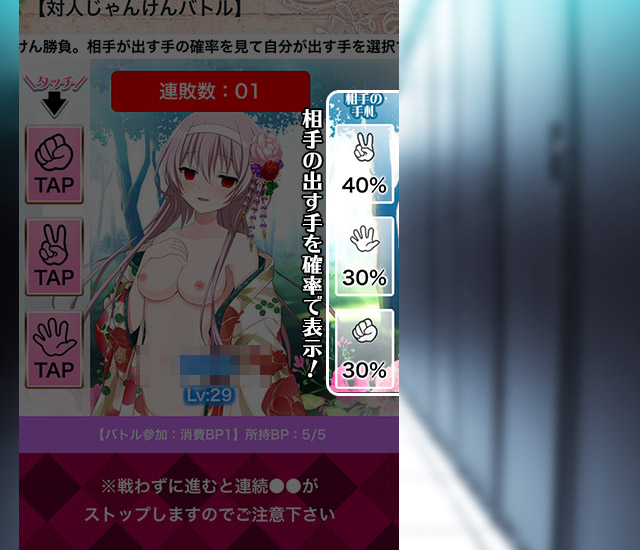 【対人じゃんけんバトル】
けん勝負。相手が出す手の確率を見て自分が出す手を選択
タッチ
連敗数：01
相手の
手札
TAP
40%
TAP
30%
TAP
30%
相手の出す手を確率で表示！
Lv:29
【バトル参加：消費BP1】所持BP：5/5
※戦わずに進むと連続●●が
ストップしますのでご注意下さい